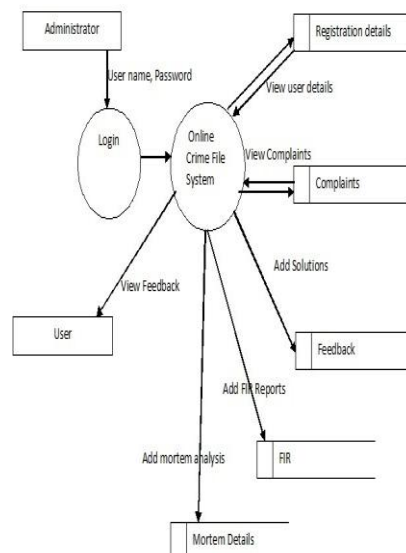 Administrator
Registration details
User name, Password
View user details
Login
Online
Crime File
System
View Complaints
Complaints
Add Solutions
View Feedback
User
Feedback
Add FIR Reports
Add mortem analysis
FIR
Mortem Details